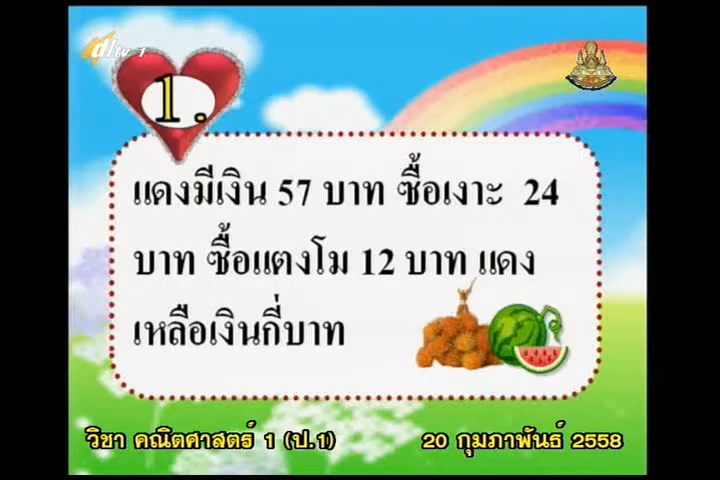 dltv 1
1.
แดงมีเงิน 57 บาท ซื้อเงาะ 24
บาท ซื้อแตงโม 12 บาท แดง
เหลือเงินกี่บาท
วิชา คณิตศาสตร์ 1 (ป.1) 20 กุมภาพันธ์ 2558